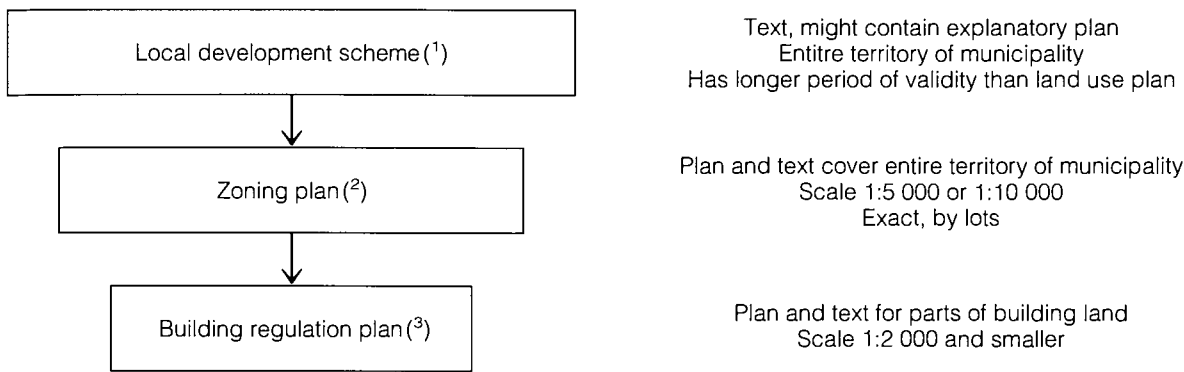 Local development scheme (¹)
Text, might contain explanatory plan
Entitre territory of municipality
Has longer period of validity than land use plan
Zoning plan (²)
Plan and text cover entire territory of municipality
Scale 1:5 000 or 1:10 000
Exact, by lots
Building regulation plan (³)
Plan and text for parts of building land
Scale 1:2 000 and smaller